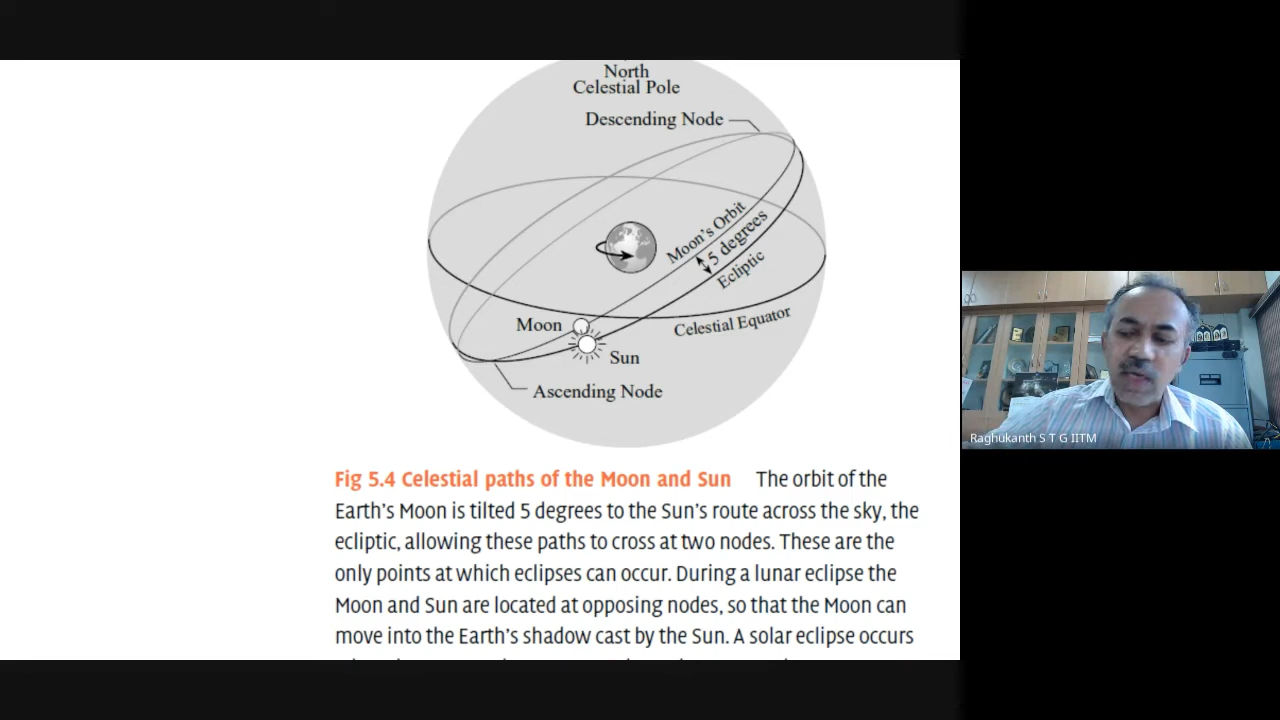 North
Celestial Pole
Descending Node
Moon's Orbit
5 degrees
Ecliptic
Moon
Celestial Equator
Sun
Ascending Node
Raghukanth S T G IITM
Fig 5.4 Celestial paths of the Moon and Sun The orbit of the
Earth's Moon is tilted 5 degrees to the Sun's route across the sky, the
ecliptic, allowing these paths to cross at two nodes. These are the
only points at which eclipses can occur. During a lunar eclipse the
Moon and Sun are located at opposing nodes, so that the Moon can
move into the Earth's shadow cast by the Sun. A solar eclipse occurs